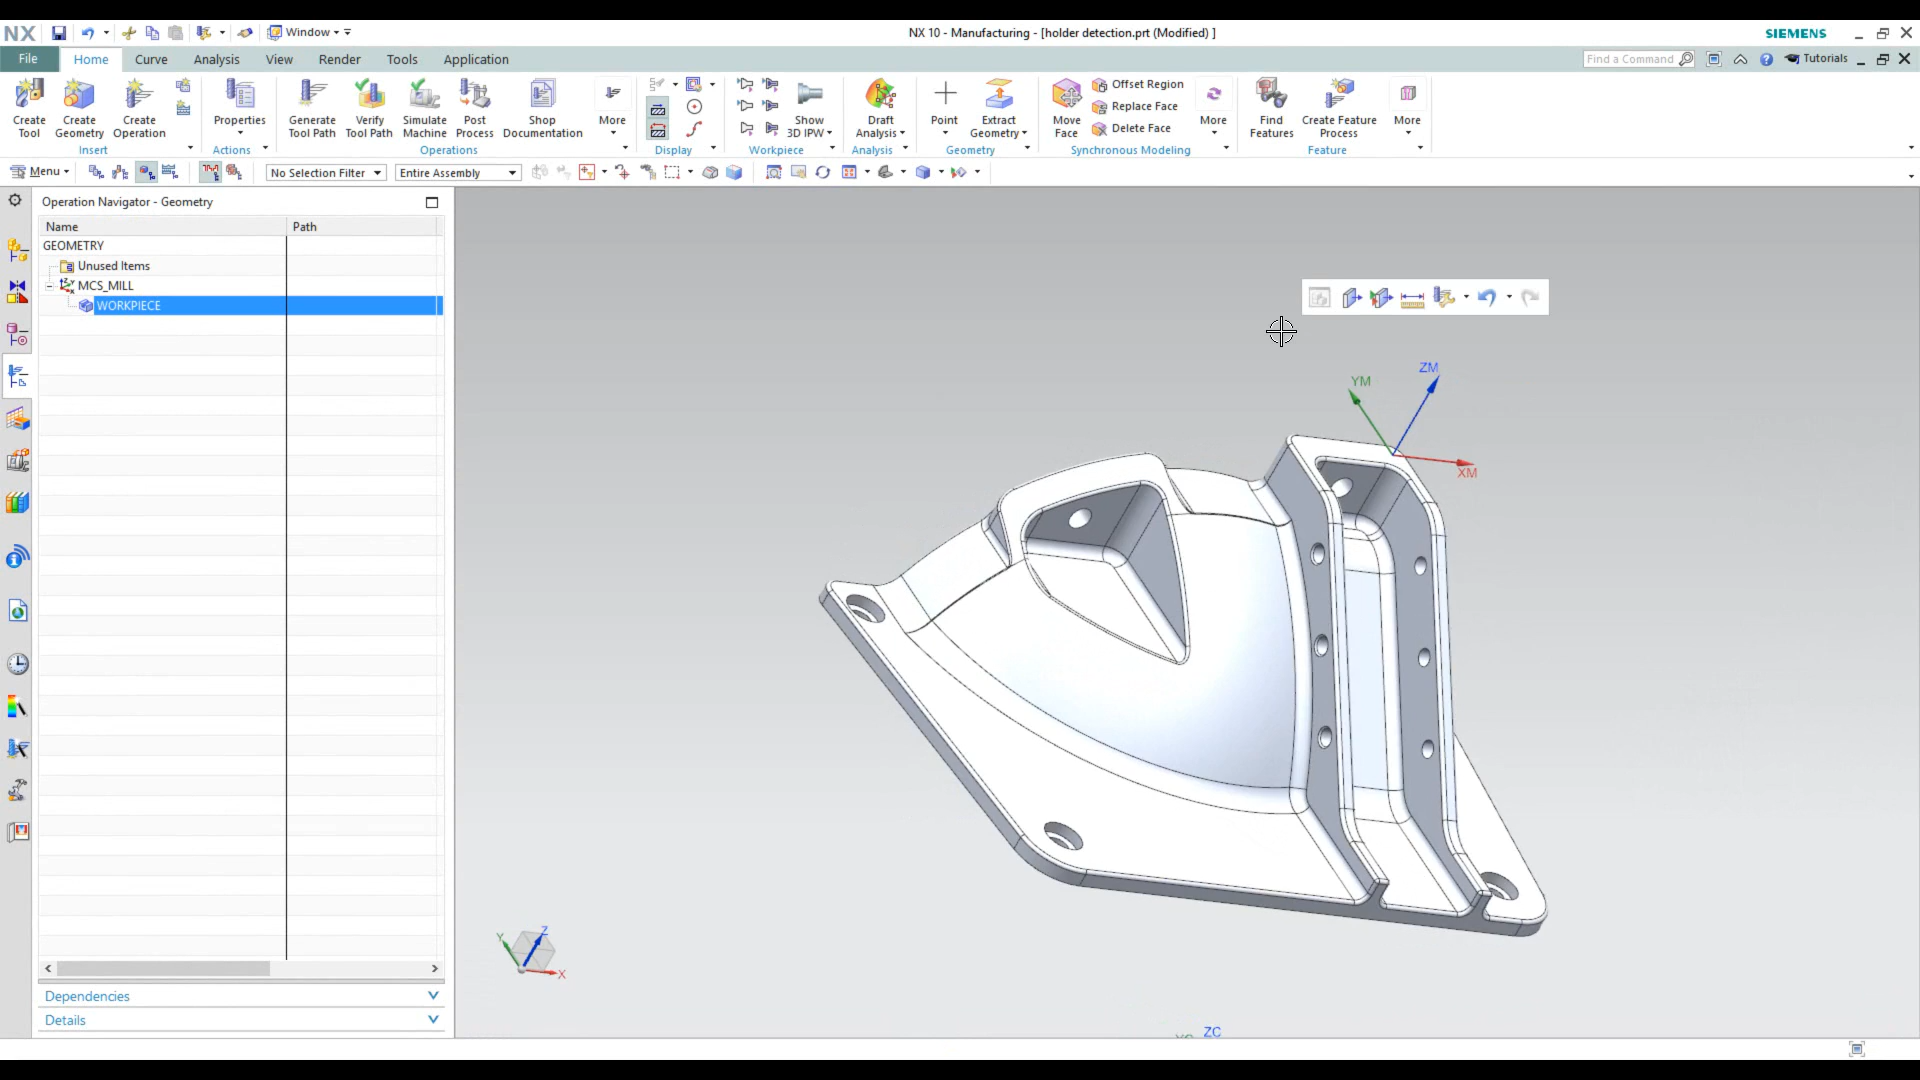 NX Window NX 10 - Manufacturing - [holder detection.prt (Modified) ] SIEMENS
File Home Curve Analysis View Render Tools Application Find a Command Tutorials
Create Tool
Create Geometry
Create Operation
Insert
Properties
Actions
Generate Tool Path
Verify Tool Path
Simulate Machine
Post Process
Shop Documentation
More
Operations
Display
Show 3D IPW
Workpiece
Draft Analysis
Analysis
Point
Extract Geometry
Geometry
Move Face
Offset Region
Replace Face
Delete Face
More
Synchronous Modeling
Find Features
Create Feature Process
More
Feature
Menu No Selection Filter Entire Assembly
Operation Navigator - Geometry
Name Path
GEOMETRY
Unused Items
MCS_MILL
WORKPIECE
Dependencies
Details
ZM
YM
XM
Z
Y
X
ZC